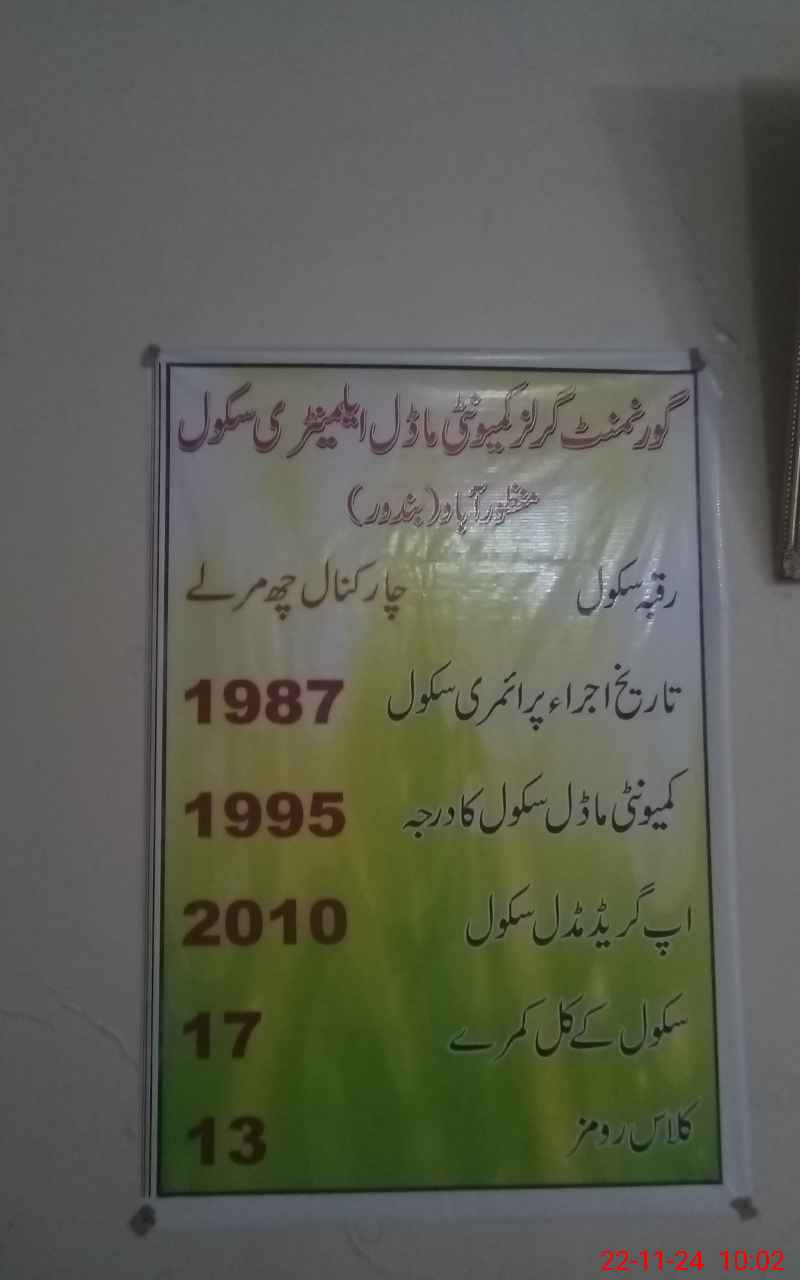 گورنمنٹ گرلز کمیونٹی ماڈل ایلیمنٹری سکول
منظورآباد (بندور)
رقبہ سکول چار کنال چھ مرلے
تاریخ اجراء پرائمری سکول 1987
کمیونٹی ماڈل سکول کا درجہ 1995
اپ گریڈ مڈل سکول 2010
سکول کے کل کمرے 17
کلاس رومز 13
22-11-24 10:02